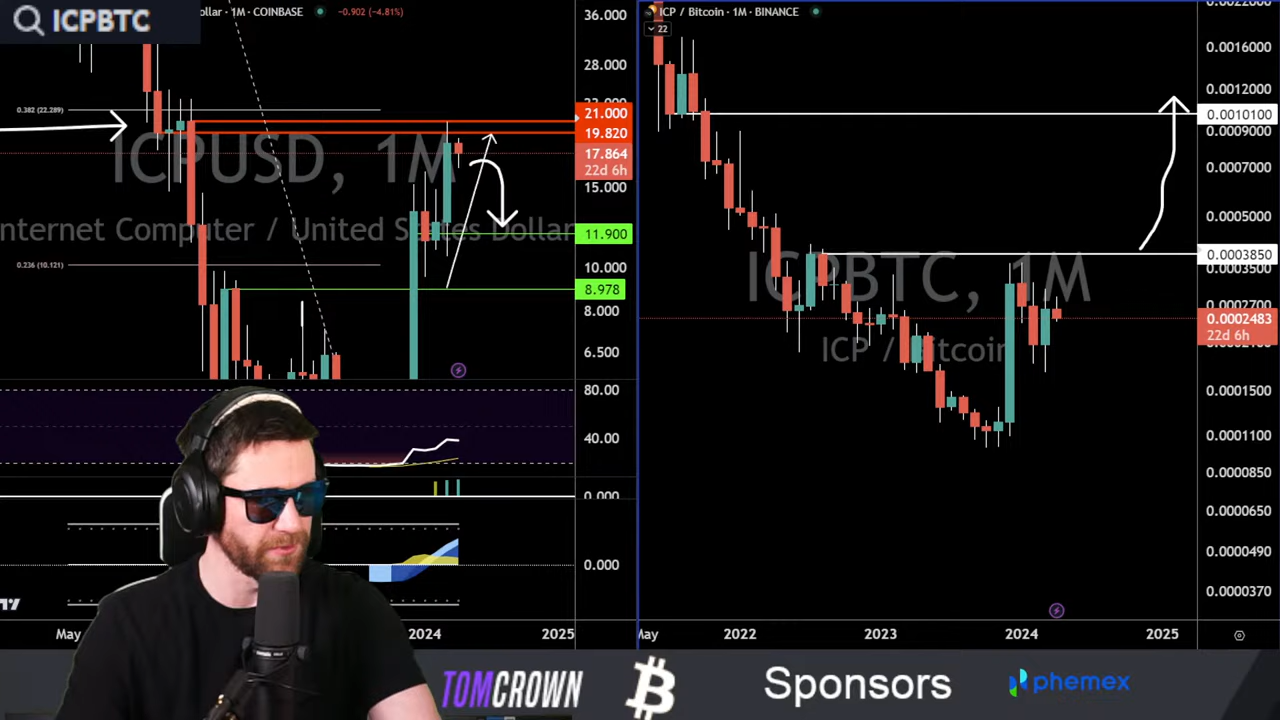 ICPBTC
ollar · 1M · COINBASE
-0.902 (-4.81%)
ICP / Bitcoin · 1M · BINANCE
22
36.000
28.000
0.382 (22.289)
21.000
19.820
17.864
22d 6h
15.000
11.900
10.000
8.978
8.000
6.500
0.236 (10.121)
ICPUSD, 1M
Internet Computer / United States Dollar
80.00
40.00
0.000
0.000
May
2024
2025
ICPBTC, 1M
ICP / Bitcoin
0.0016000
0.0012000
0.0010100
0.0009000
0.0007000
0.0005000
0.0003850
0.0003500
0.0002700
0.0002483
22d 6h
0.0001500
0.0001100
0.0000850
0.0000650
0.0000490
0.0000370
May
2022
2023
2024
2025
TOMCROWN
Sponsors
phemex